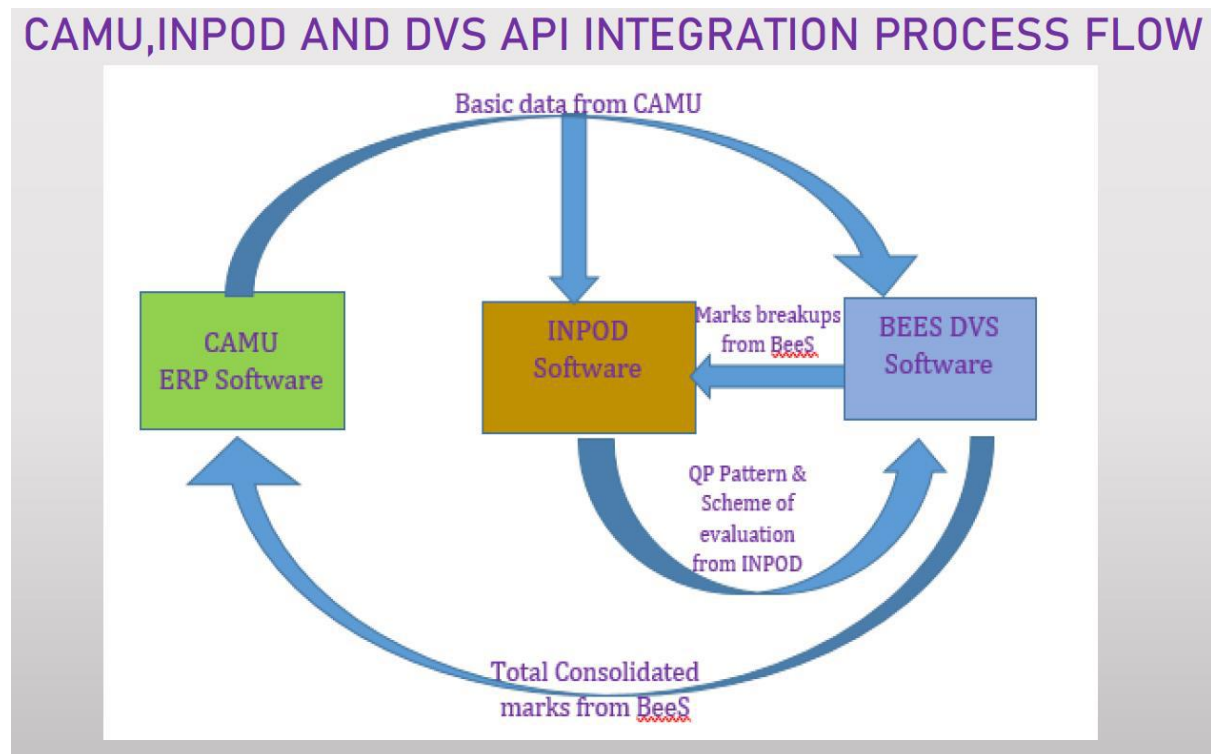 CAMU,INPOD AND DVS API INTEGRATION PROCESS FLOW
Basic data from CAMU
CAMU
ERP Software
INPOD
Software
Marks breakups
from BeeS
BEES DVS
Software
QP Pattern &
Scheme of
evaluation
from INPOD
Total Consolidated
marks from BeeS